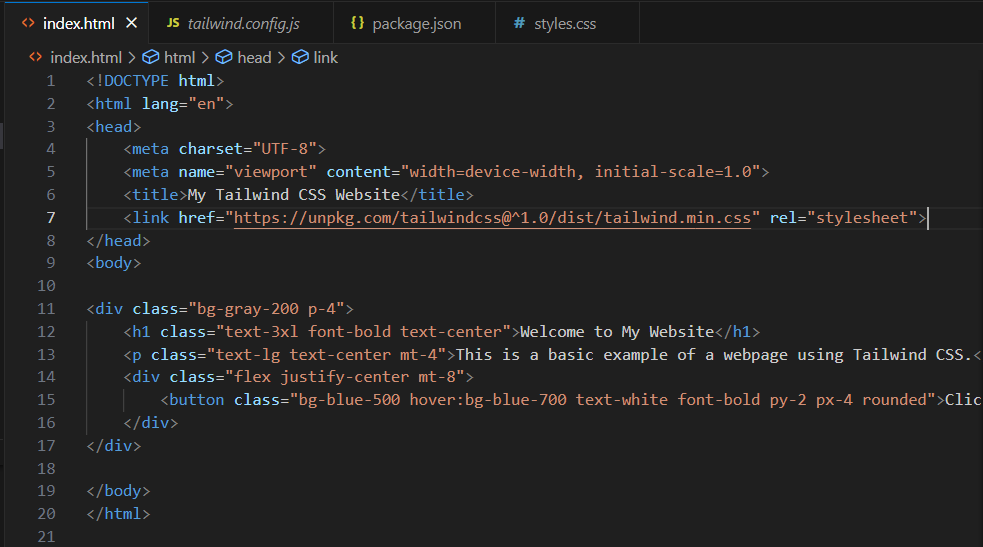 index.html
JS tailwind.config.js
{} package.json
# styles.css
index.html > html > head > link
1 <!DOCTYPE html>
2 <html lang="en">
3 <head>
4     <meta charset="UTF-8">
5     <meta name="viewport" content="width=device-width, initial-scale=1.0">
6     <title>My Tailwind CSS Website</title>
7     <link href="https://unpkg.com/tailwindcss@^1.0/dist/tailwind.min.css" rel="stylesheet">
8 </head>
9 <body>
10
11 <div class="bg-gray-200 p-4">
12     <h1 class="text-3xl font-bold text-center">Welcome to My Website</h1>
13     <p class="text-lg text-center mt-4">This is a basic example of a webpage using Tailwind CSS.<
14     <div class="flex justify-center mt-8">
15         <button class="bg-blue-500 hover:bg-blue-700 text-white font-bold py-2 px-4 rounded">Clic
16     </div>
17 </div>
18
19 </body>
20 </html>
21